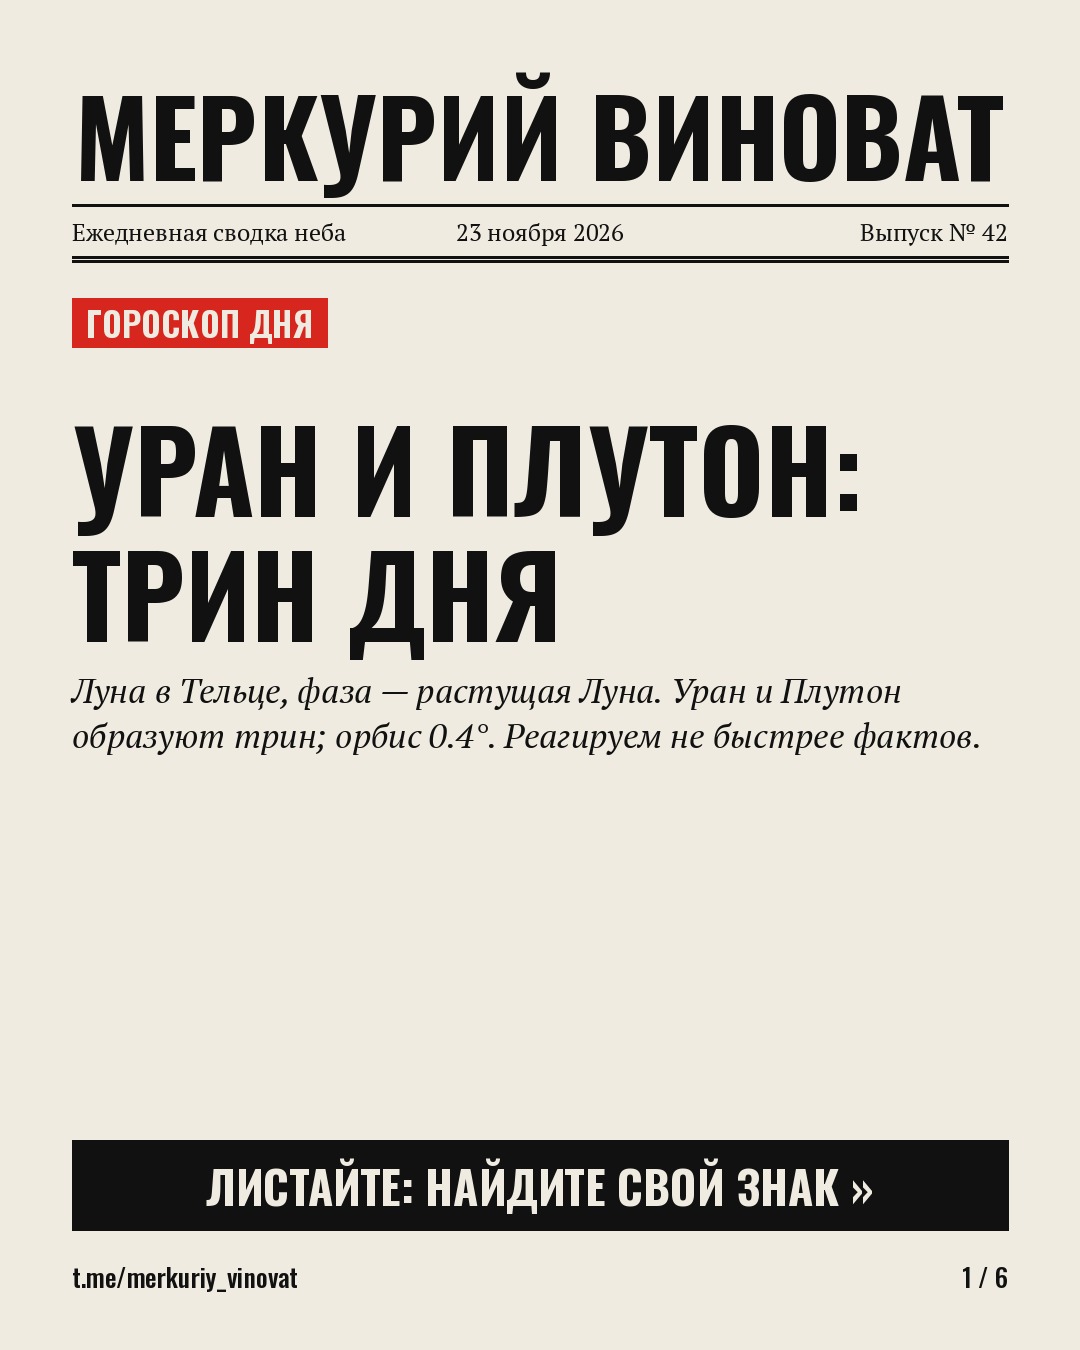 МЕРКУРИЙ ВИНОВАТ
Ежедневная сводка неба 23 ноября 2026 Выпуск № 42
ГОРОСКОП ДНЯ
УРАН И ПЛУТОН:
ТРИН ДНЯ
Луна в Тельце, фаза — растущая Луна. Уран и Плутон
образуют трин; орбис 0.4°. Реагируем не быстрее фактов.
ЛИСТАЙТЕ: НАЙДИТЕ СВОЙ ЗНАК »
t.me/merkuriy_vinovat 1 / 6